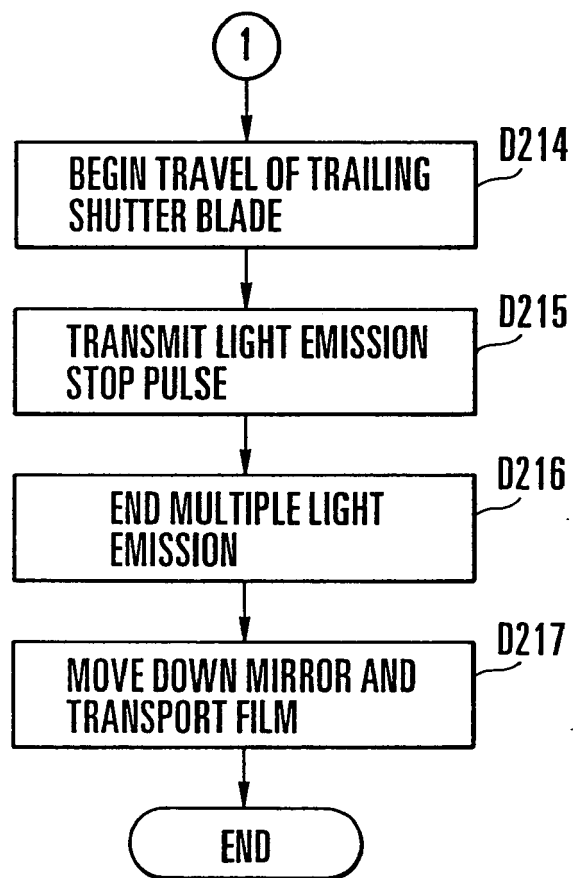 1
D214
BEGIN TRAVEL OF TRAILING
SHUTTER BLADE
D215
TRANSMIT LIGHT EMISSION
STOP PULSE
D216
END MULTIPLE LIGHT
EMISSION
D217
MOVE DOWN MIRROR AND
TRANSPORT FILM
END